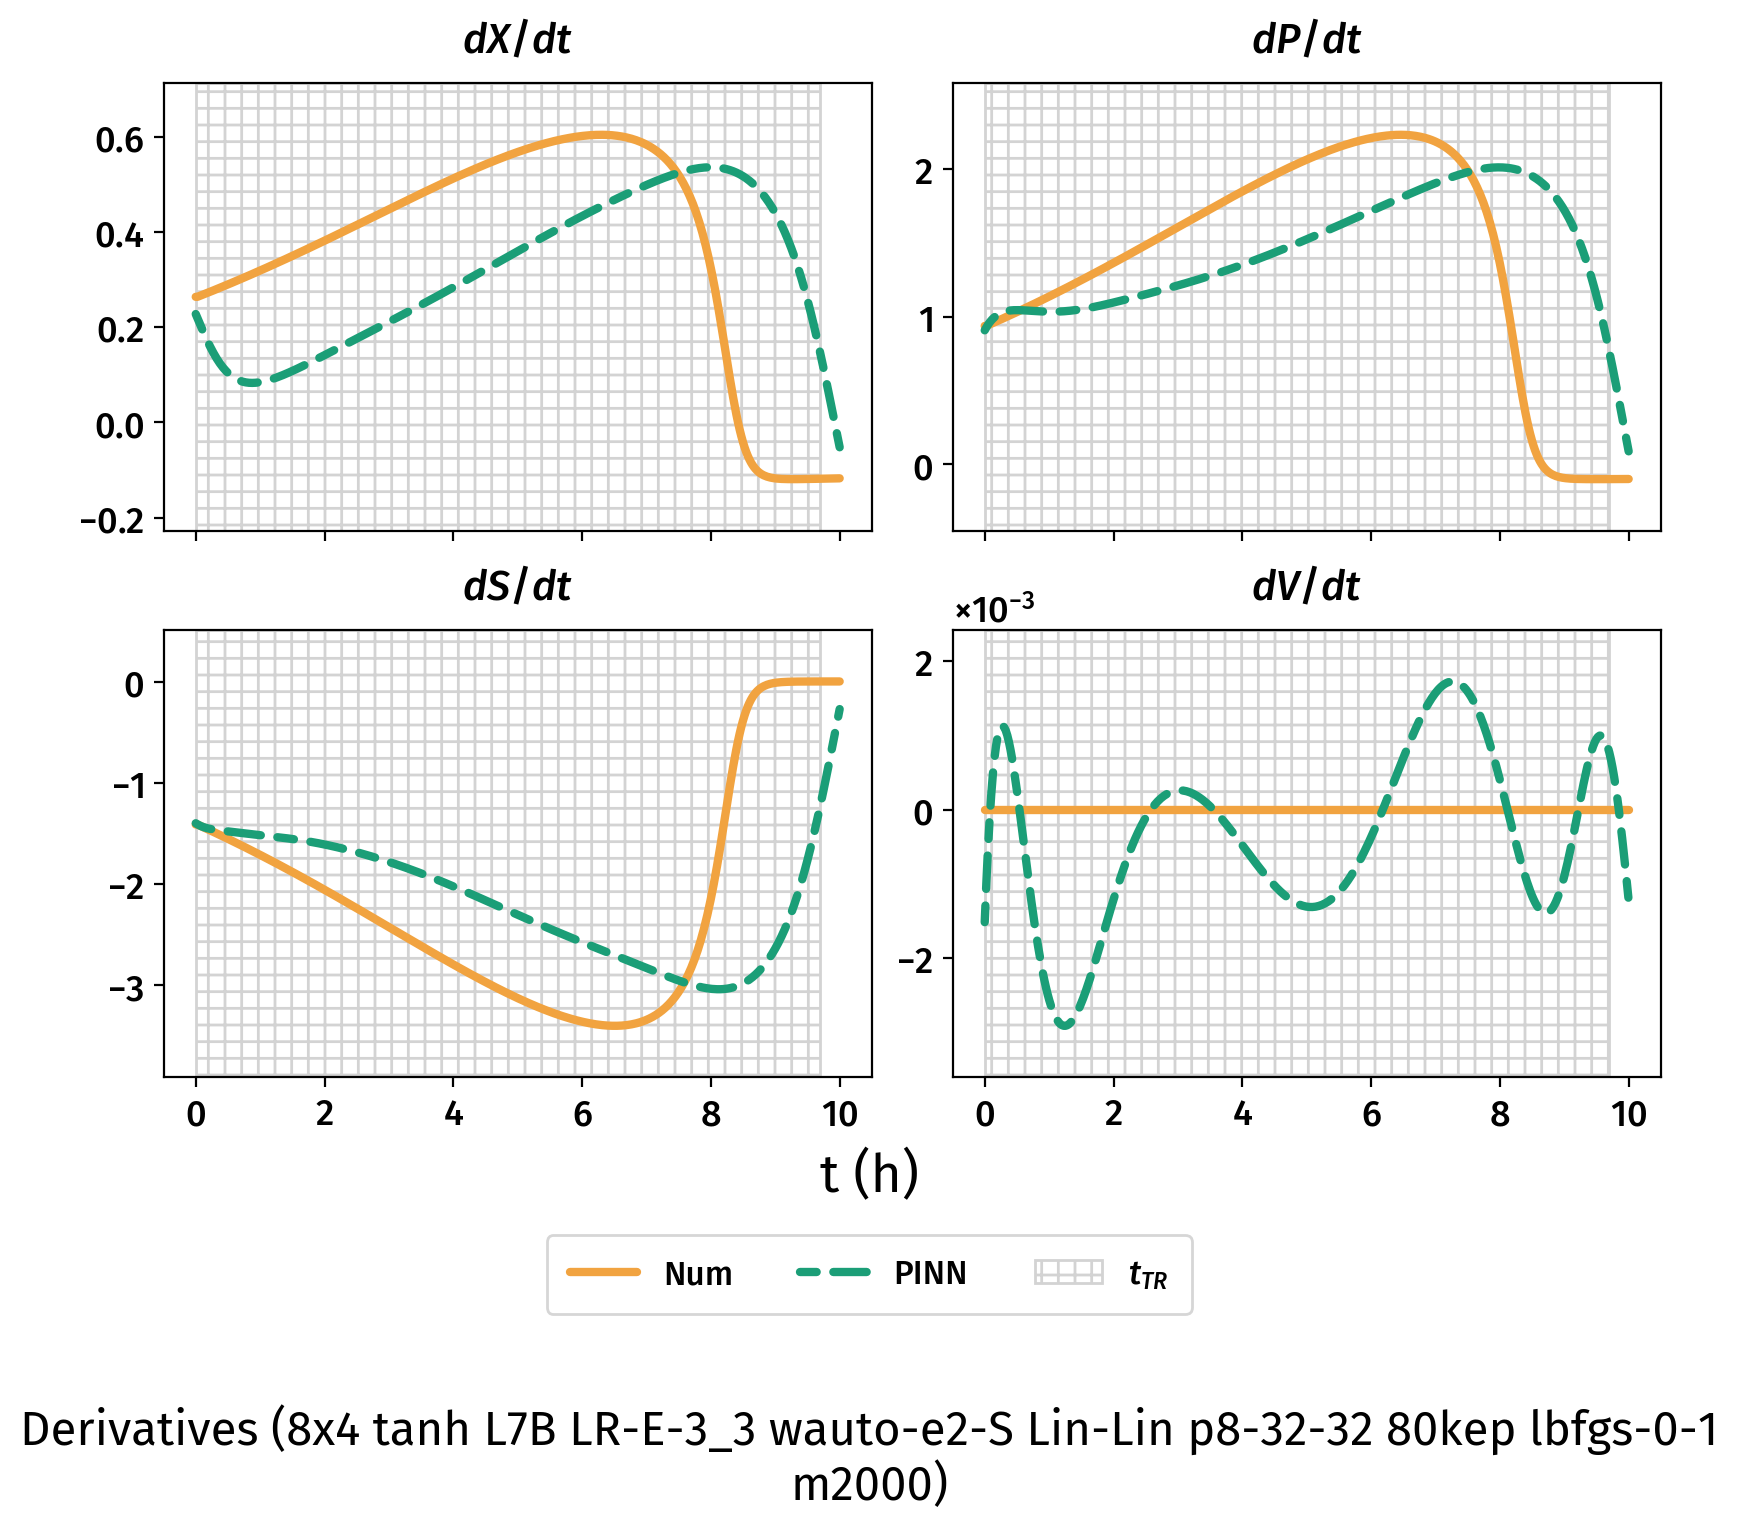 dX/dt
dP/dt
0.6
0.4
0.2
0.0
−0.2
2
1
0
dS/dt
dV/dt
×10⁻³
0
−1
−2
−3
2
0
−2
0 2 4 6 8 10
0 2 4 6 8 10
t (h)
Num PINN t_TR
Derivatives (8x4 tanh L7B LR-E-3_3 wauto-e2-S Lin-Lin p8-32-32 80kep lbfgs-0-1
m2000)